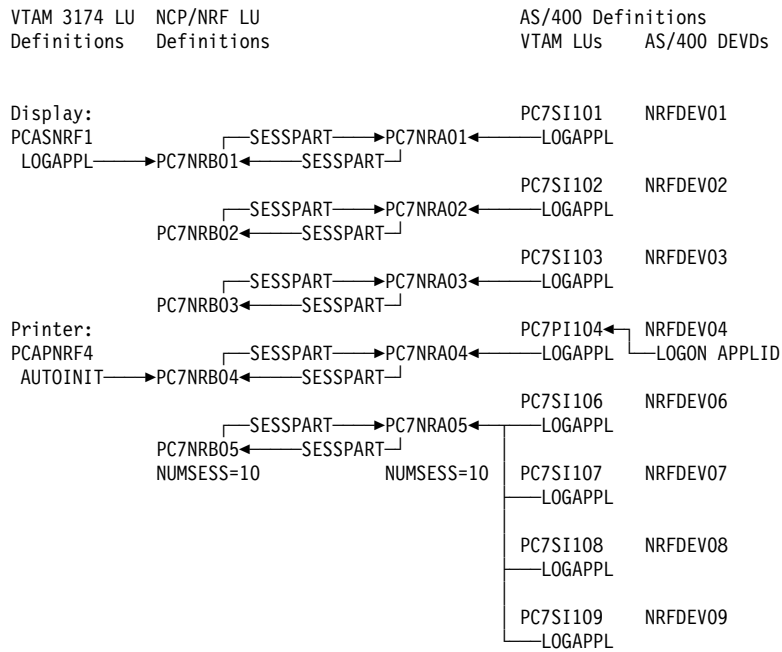 VTAM 3174 LU NCP/NRF LU AS/400 Definitions
Definitions Definitions VTAM LUs AS/400 DEVDs
Display: PC7SI101 NRFDEV01
PCASNRF1 SESSPART PC7NRA01 LOGAPPL
LOGAPPL PC7NRB01 SESSPART
PC7SI102 NRFDEV02
SESSPART PC7NRA02 LOGAPPL
PC7NRB02 SESSPART
PC7SI103 NRFDEV03
SESSPART PC7NRA03 LOGAPPL
PC7NRB03 SESSPART
Printer: PC7PI104 NRFDEV04
PCAPNRF4 SESSPART PC7NRA04 LOGAPPL LOGON APPLID
AUTOINIT PC7NRB04 SESSPART
PC7SI106 NRFDEV06
SESSPART PC7NRA05 LOGAPPL
PC7NRB05 SESSPART
NUMSESS=10 NUMSESS=10 PC7SI107 NRFDEV07
LOGAPPL
PC7SI108 NRFDEV08
LOGAPPL
PC7SI109 NRFDEV09
LOGAPPL